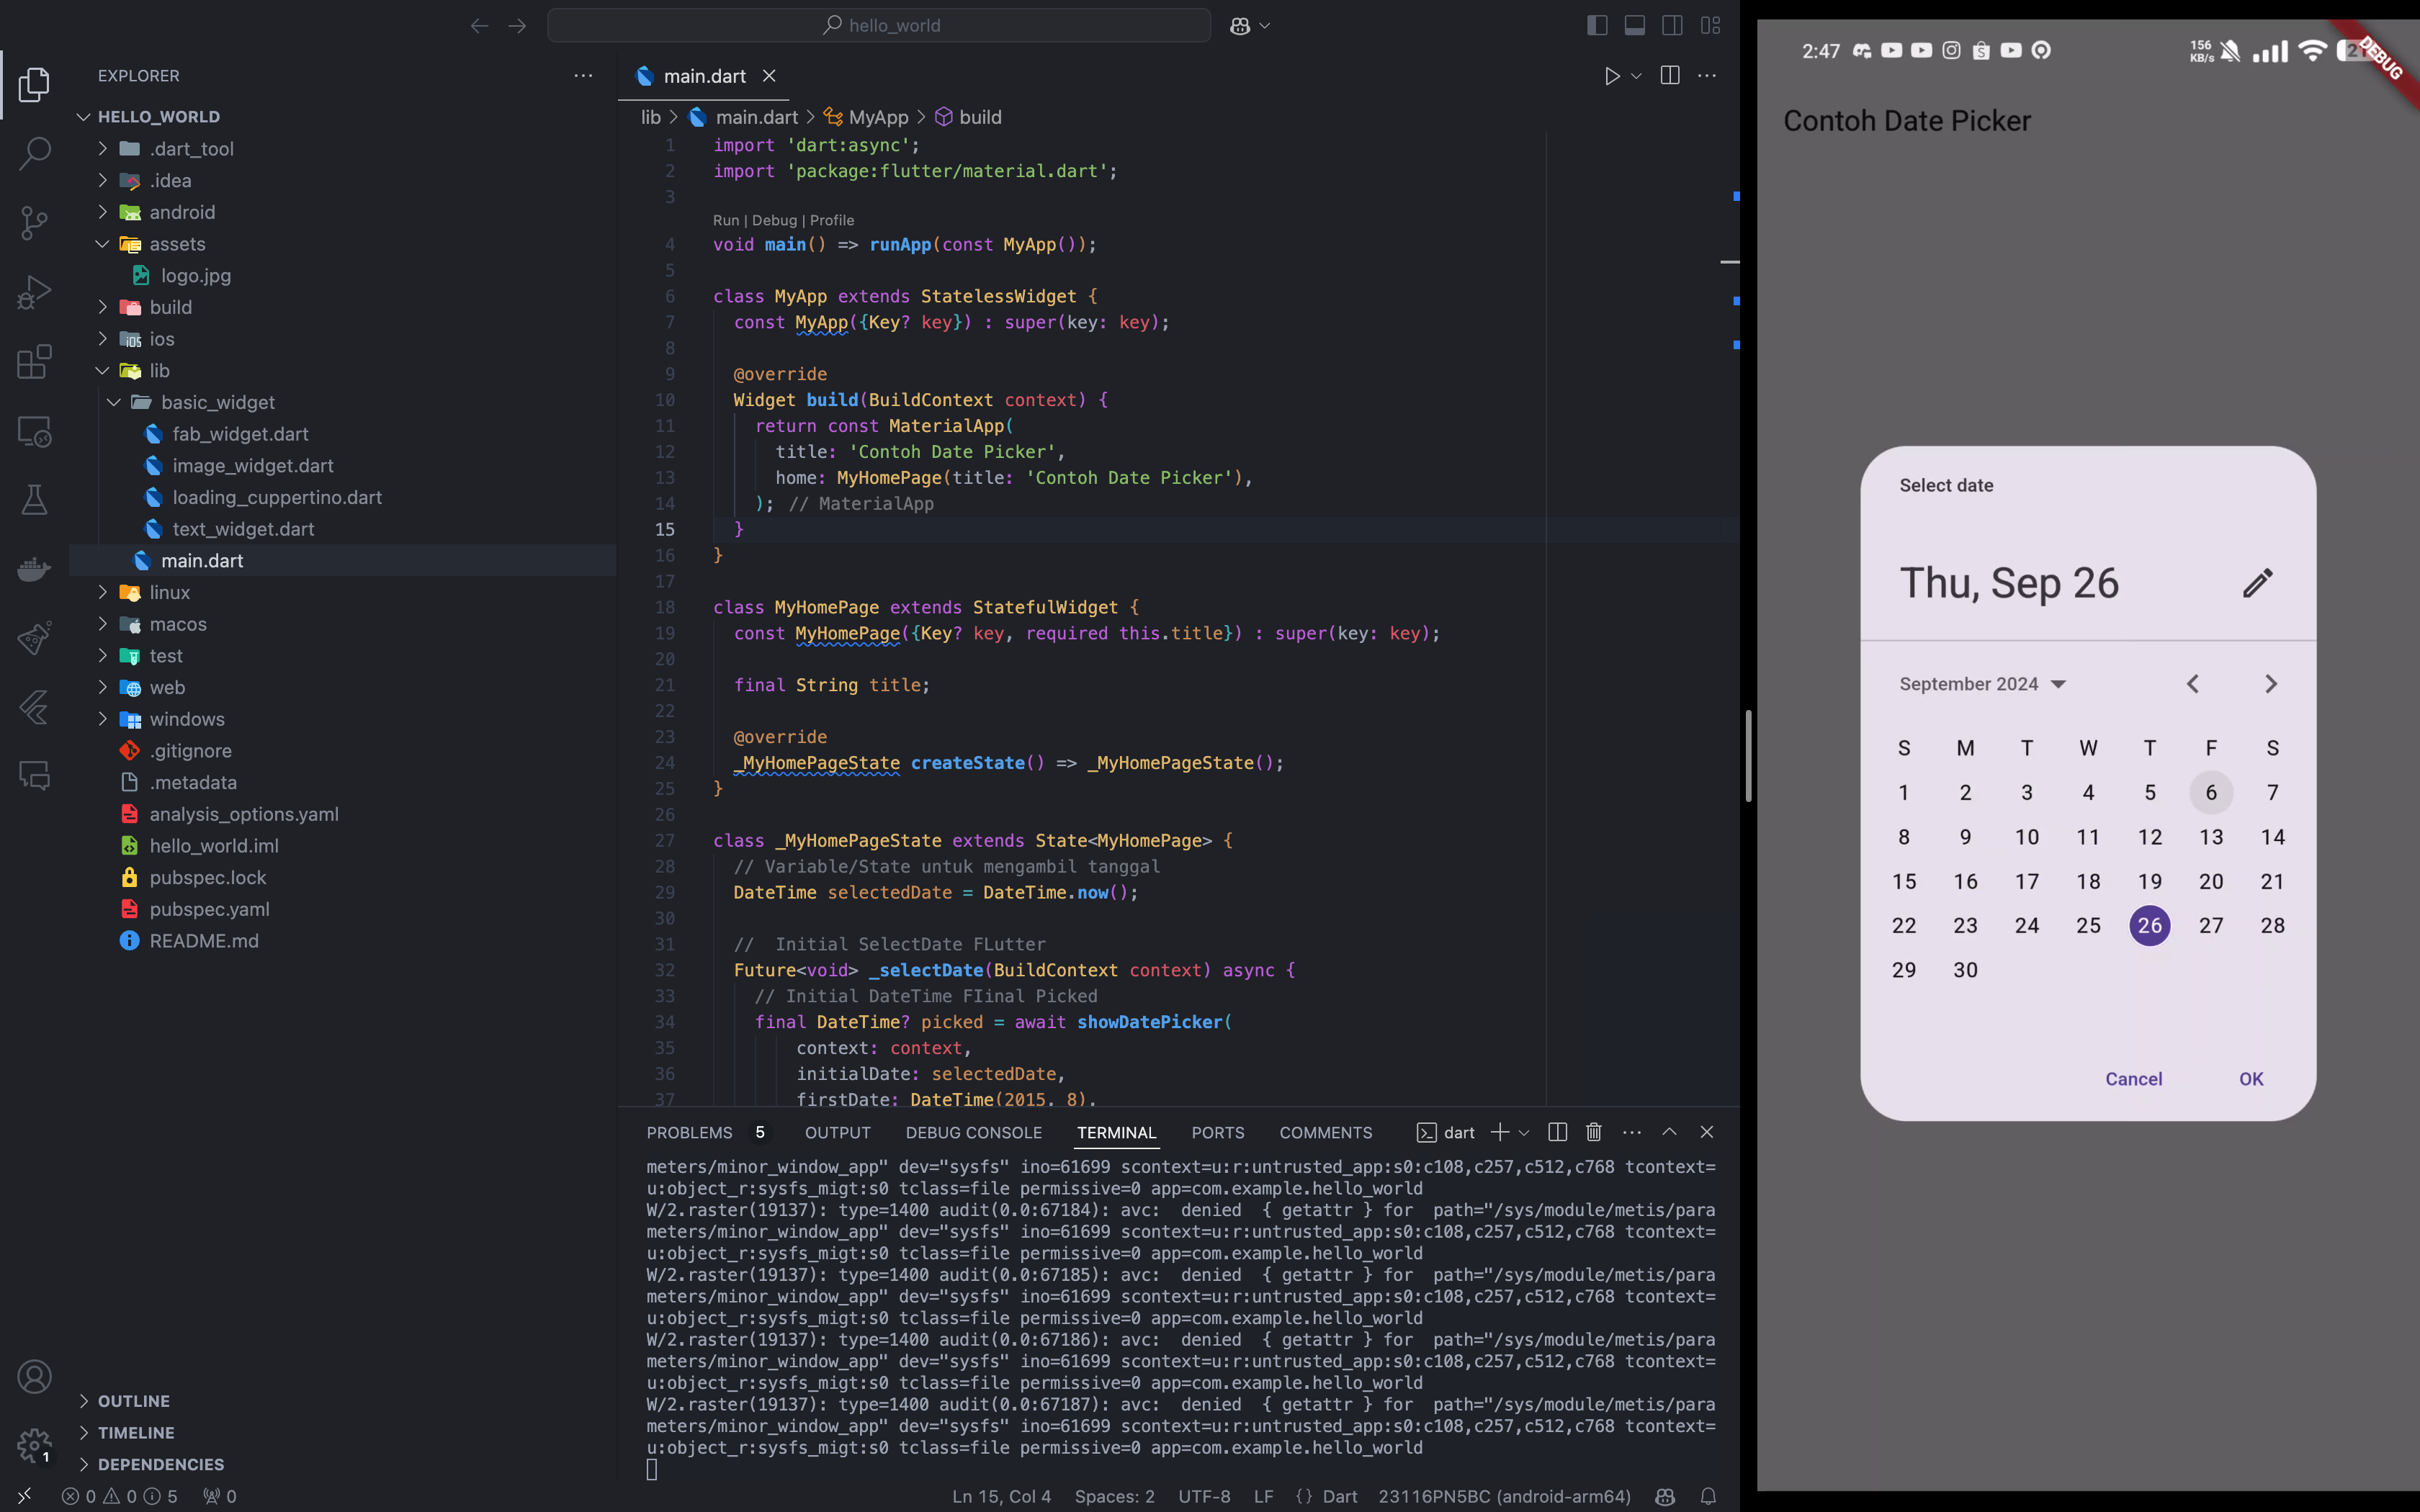 hello_world
EXPLORER
HELLO_WORLD
.dart_tool
.idea
android
assets
logo.jpg
build
ios
lib
basic_widget
fab_widget.dart
image_widget.dart
loading_cuppertino.dart
text_widget.dart
main.dart
linux
macos
test
web
windows
.gitignore
.metadata
analysis_options.yaml
hello_world.iml
pubspec.lock
pubspec.yaml
README.md
OUTLINE
TIMELINE
DEPENDENCIES
1
main.dart
lib > main.dart > MyApp > build
1 import 'dart:async';
2 import 'package:flutter/material.dart';
3
Run | Debug | Profile
4 void main() => runApp(const MyApp());
5
6 class MyApp extends StatelessWidget {
7 const MyApp({Key? key}) : super(key: key);
8
9 @override
10 Widget build(BuildContext context) {
11 return const MaterialApp(
12 title: 'Contoh Date Picker',
13 home: MyHomePage(title: 'Contoh Date Picker'),
14 ); // MaterialApp
15 }
16 }
17
18 class MyHomePage extends StatefulWidget {
19 const MyHomePage({Key? key, required this.title}) : super(key: key);
20
21 final String title;
22
23 @override
24 _MyHomePageState createState() => _MyHomePageState();
25 }
26
27 class _MyHomePageState extends State<MyHomePage> {
28 // Variable/State untuk mengambil tanggal
29 DateTime selectedDate = DateTime.now();
30
31 //  Initial SelectDate FLutter
32 Future<void> _selectDate(BuildContext context) async {
33 // Initial DateTime FIinal Picked
34 final DateTime? picked = await showDatePicker(
35 context: context,
36 initialDate: selectedDate,
37 firstDate: DateTime(2015, 8),
PROBLEMS 5 OUTPUT DEBUG CONSOLE TERMINAL PORTS COMMENTS dart
meters/minor_window_app" dev="sysfs" ino=61699 scontext=u:r:untrusted_app:s0:c108,c257,c512,c768 tcontext=
u:object_r:sysfs_migt:s0 tclass=file permissive=0 app=com.example.hello_world
W/2.raster(19137): type=1400 audit(0.0:67184): avc:  denied  { getattr } for  path="/sys/module/metis/para
meters/minor_window_app" dev="sysfs" ino=61699 scontext=u:r:untrusted_app:s0:c108,c257,c512,c768 tcontext=
u:object_r:sysfs_migt:s0 tclass=file permissive=0 app=com.example.hello_world
W/2.raster(19137): type=1400 audit(0.0:67185): avc:  denied  { getattr } for  path="/sys/module/metis/para
meters/minor_window_app" dev="sysfs" ino=61699 scontext=u:r:untrusted_app:s0:c108,c257,c512,c768 tcontext=
u:object_r:sysfs_migt:s0 tclass=file permissive=0 app=com.example.hello_world
W/2.raster(19137): type=1400 audit(0.0:67186): avc:  denied  { getattr } for  path="/sys/module/metis/para
meters/minor_window_app" dev="sysfs" ino=61699 scontext=u:r:untrusted_app:s0:c108,c257,c512,c768 tcontext=
u:object_r:sysfs_migt:s0 tclass=file permissive=0 app=com.example.hello_world
W/2.raster(19137): type=1400 audit(0.0:67187): avc:  denied  { getattr } for  path="/sys/module/metis/para
meters/minor_window_app" dev="sysfs" ino=61699 scontext=u:r:untrusted_app:s0:c108,c257,c512,c768 tcontext=
u:object_r:sysfs_migt:s0 tclass=file permissive=0 app=com.example.hello_world
0 0 5 0 Ln 15, Col 4 Spaces: 2 UTF-8 LF {} Dart 23116PN5BC (android-arm64)
2:47 156 KB/s
DEBUG
Contoh Date Picker
Select date
Thu, Sep 26
September 2024
S M T W T F S
1 2 3 4 5 6 7
8 9 10 11 12 13 14
15 16 17 18 19 20 21
22 23 24 25 26 27 28
29 30
Cancel OK